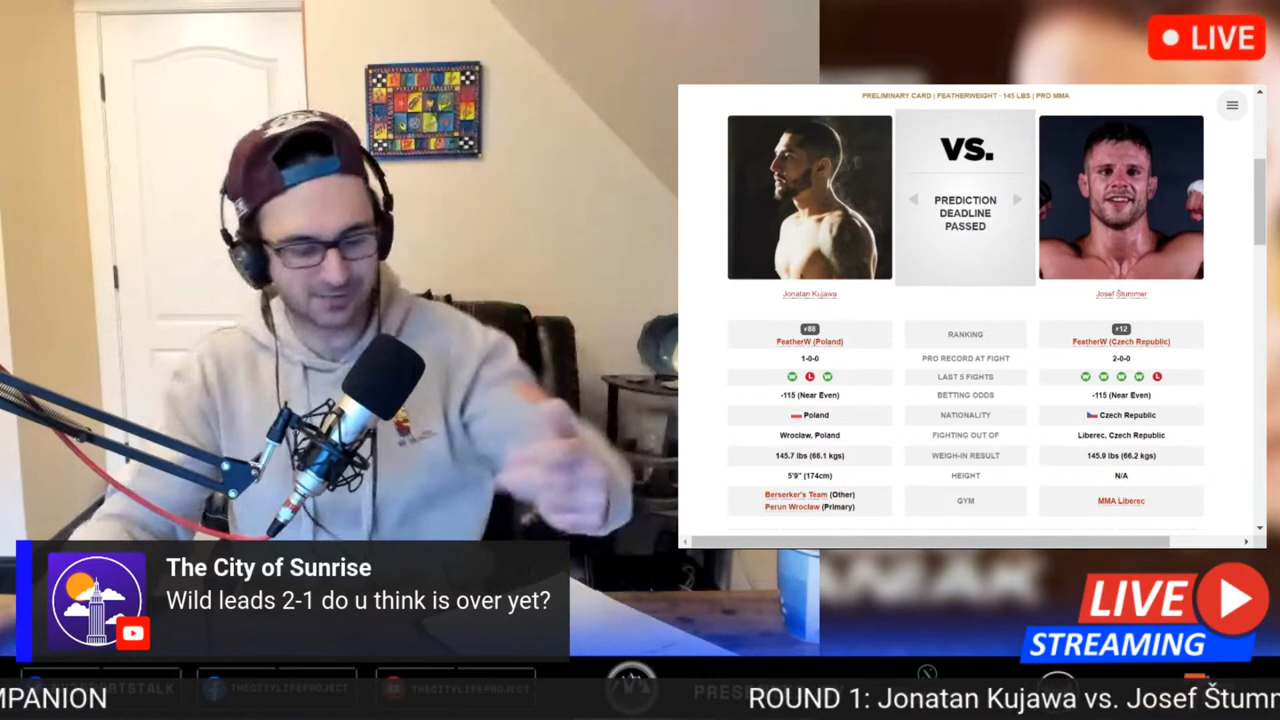 LIVE
PRELIMINARY CARD | FEATHERWEIGHT · 145 LBS | PRO MMA
VS.
PREDICTION
DEADLINE
PASSED
Jonatan Kujawa
Josef Štummer
#88
RANKING
#12
FeatherW (Poland)
FeatherW (Czech Republic)
1-0-0
PRO RECORD AT FIGHT
2-0-0
W L W
LAST 5 FIGHTS
W W W W L
-115 (Near Even)
BETTING ODDS
-115 (Near Even)
Poland
NATIONALITY
Czech Republic
Wroclaw, Poland
FIGHTING OUT OF
Liberec, Czech Republic
145.7 lbs (66.1 kgs)
WEIGH-IN RESULT
145.9 lbs (66.2 kgs)
5'9" (174cm)
HEIGHT
N/A
Berserker's Team (Other)
Perun Wrocław (Primary)
GYM
MMA Liberec
The City of Sunrise
Wild leads 2-1 do u think is over yet?
LIVE
STREAMING
THECITYLIFEPROJECT
THECITYLIFEPROJECT
MPANION
ROUND 1: Jonatan Kujawa vs. Josef Štumm